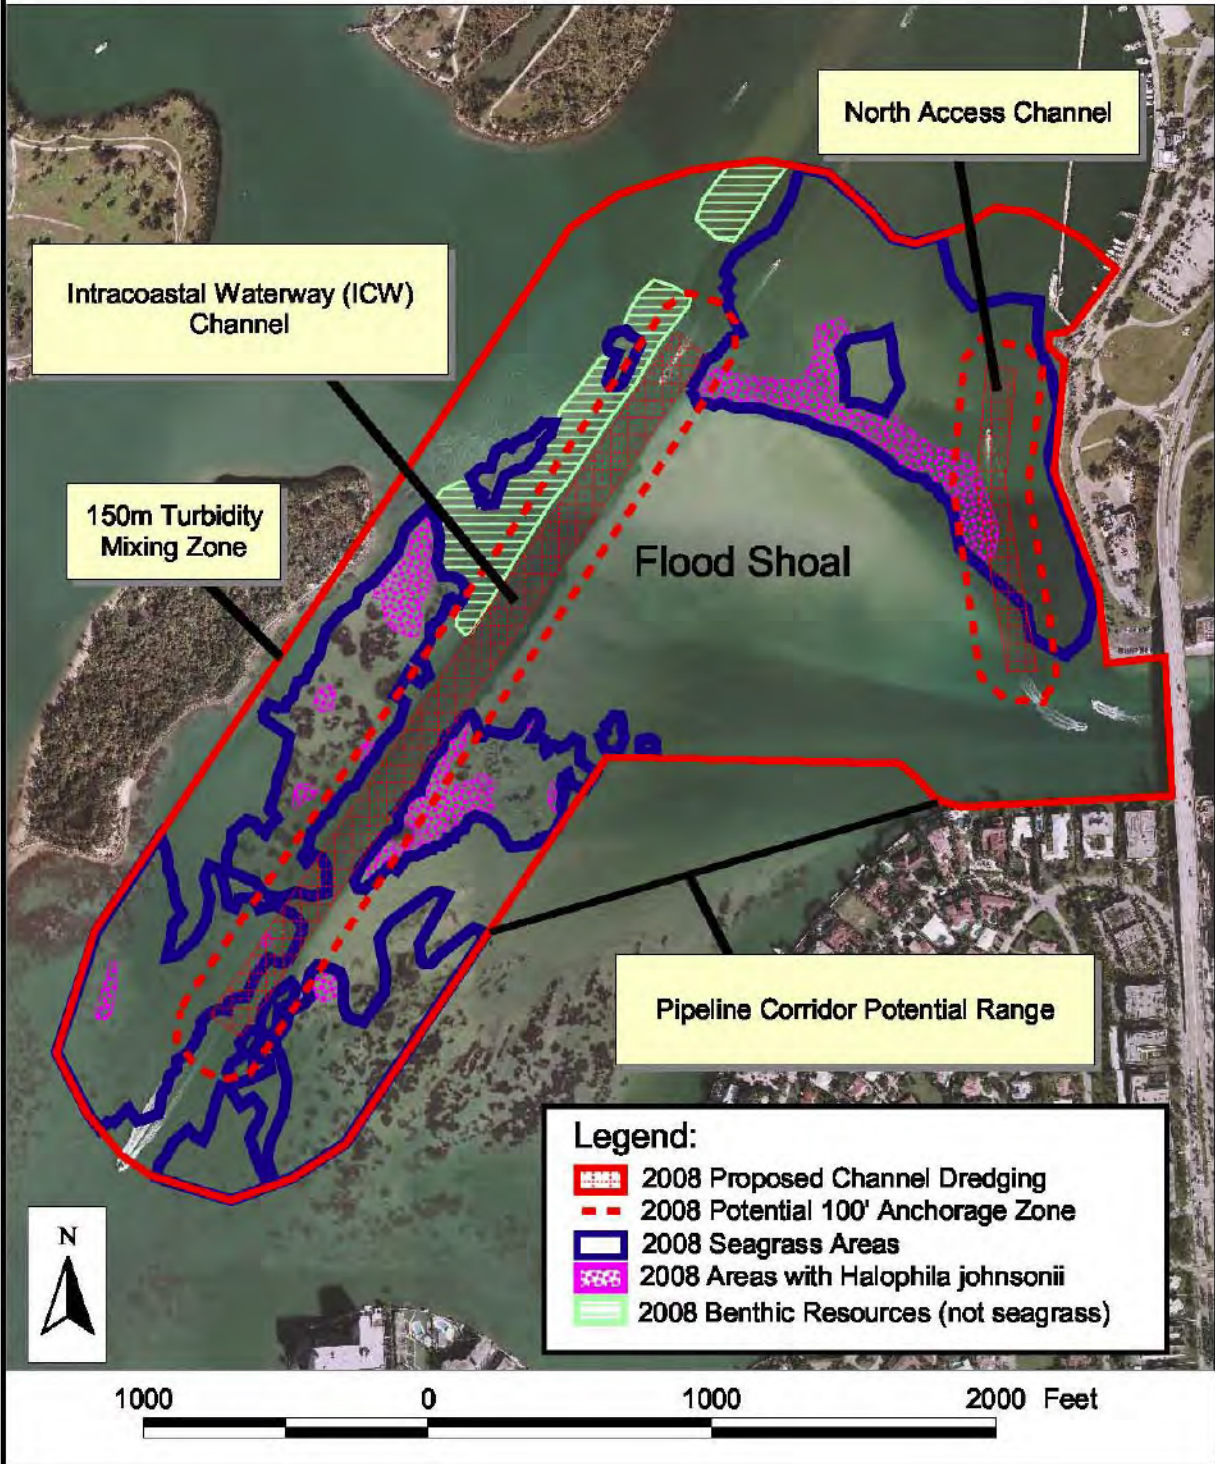 North Access Channel
Intracoastal Waterway (ICW)
Channel
150m Turbidity
Mixing Zone
Flood Shoal
Pipeline Corridor Potential Range
Legend:
2008 Proposed Channel Dredging
2008 Potential 100' Anchorage Zone
2008 Seagrass Areas
2008 Areas with Halophila johnsonii
2008 Benthic Resources (not seagrass)
N
1000 0 1000 2000 Feet